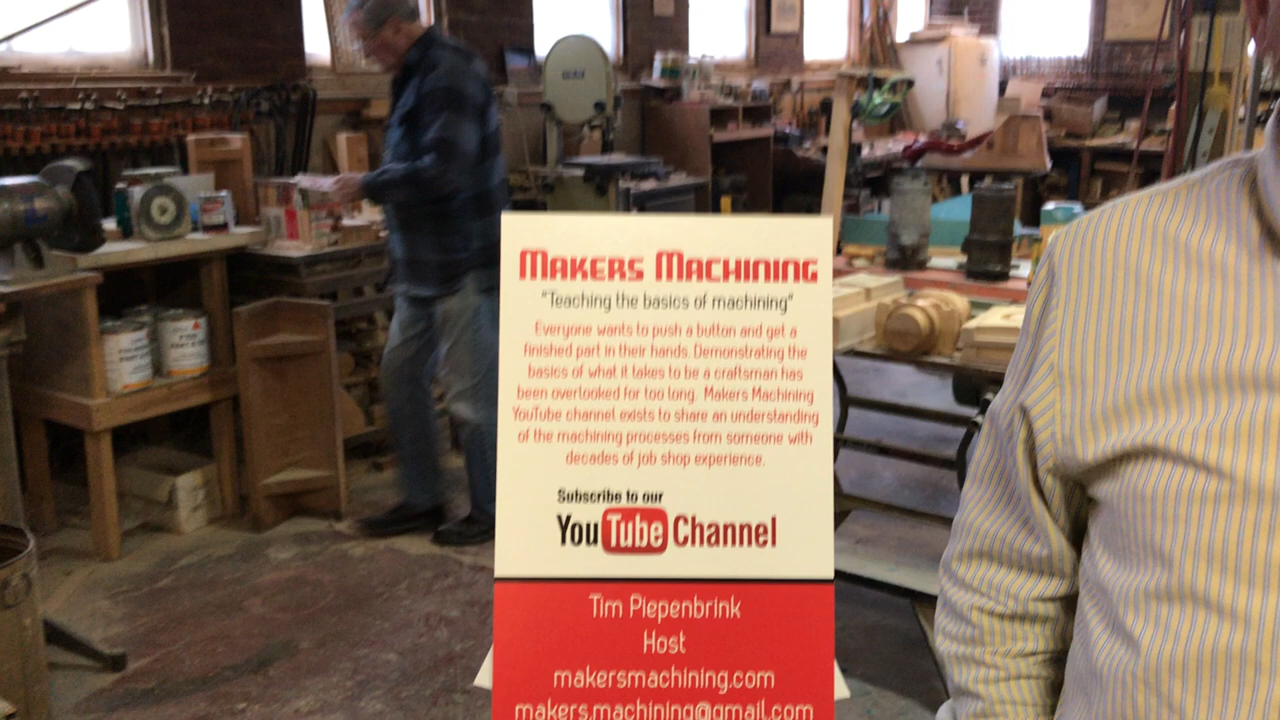 Makers Machining
"Teaching the basics of machining"
Everyone wants to push a button and get a
finished part in their hands. Demonstrating the
basics of what it takes to be a craftsman has
been overlooked for too long. Makers Machining
YouTube channel exists to share an understanding
of the machining processes from someone with
decades of job shop experience.
Subscribe to our
YouTube Channel
Tim Piepenbrink
Host
makersmachining.com
makers.machining@gmail.com